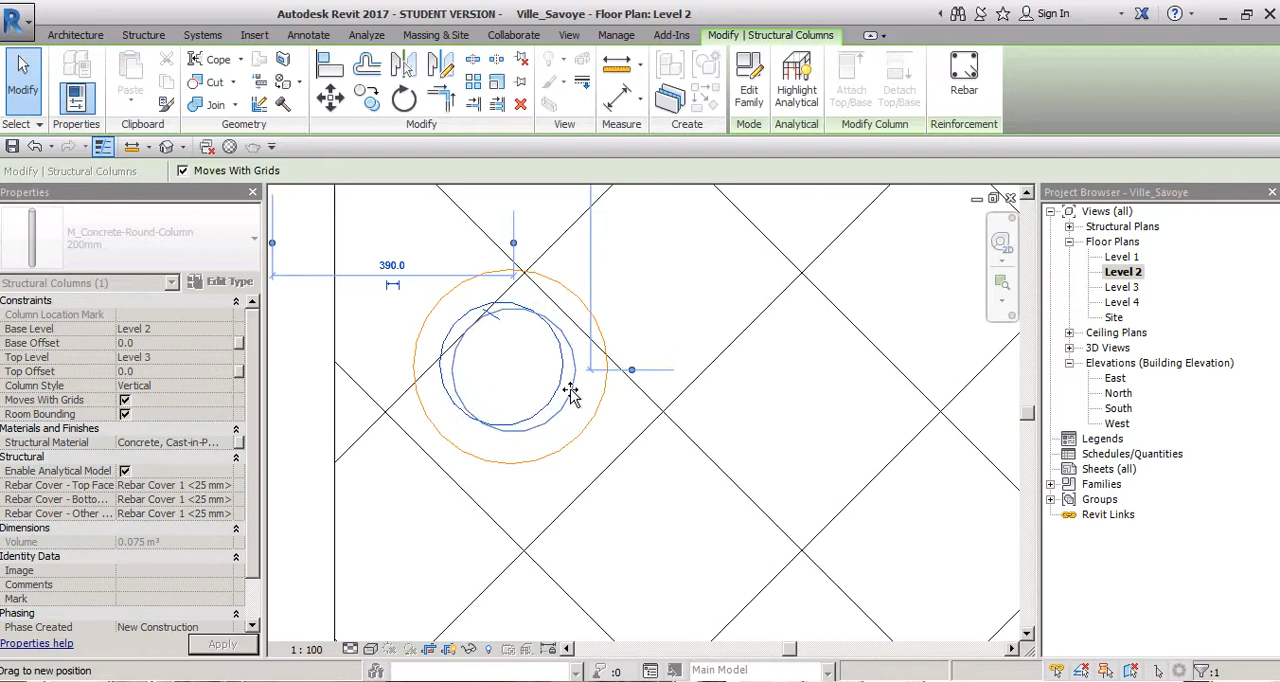 Autodesk Revit 2017 - STUDENT VERSION - Ville_Savoye - Floor Plan: Level 2
Sign In
Architecture Structure Systems Insert Annotate Analyze Massing & Site Collaborate View Manage Add-Ins Modify | Structural Columns
Modify
Select
Properties
Paste
Clipboard
Cope
Cut
Join
Geometry
Modify
View
Measure
Create
Edit
Family
Mode
Highlight
Analytical
Analytical
Attach
Top/Base
Detach
Top/Base
Modify Column
Rebar
Reinforcement
Modify | Structural Columns
Moves With Grids
Properties
M_Concrete-Round-Column
200mm
Structural Columns (1)
Edit Type
Constraints
Column Location Mark
Base Level Level 2
Base Offset 0.0
Top Level Level 3
Top Offset 0.0
Column Style Vertical
Moves With Grids
Room Bounding
Materials and Finishes
Structural Material Concrete, Cast-in-P...
Structural
Enable Analytical Model
Rebar Cover - Top Face Rebar Cover 1 <25 mm>
Rebar Cover - Botto... Rebar Cover 1 <25 mm>
Rebar Cover - Other ... Rebar Cover 1 <25 mm>
Dimensions
Volume 0.075 m³
Identity Data
Image
Comments
Mark
Phasing
Phase Created New Construction
Properties help
Apply
390.0
2D
Project Browser - Ville_Savoye
Views (all)
Structural Plans
Floor Plans
Level 1
Level 2
Level 3
Level 4
Site
Ceiling Plans
3D Views
Elevations (Building Elevation)
East
North
South
West
Legends
Schedules/Quantities
Sheets (all)
Families
Groups
Revit Links
1 : 100
Drag to new position
:0
Main Model
:1